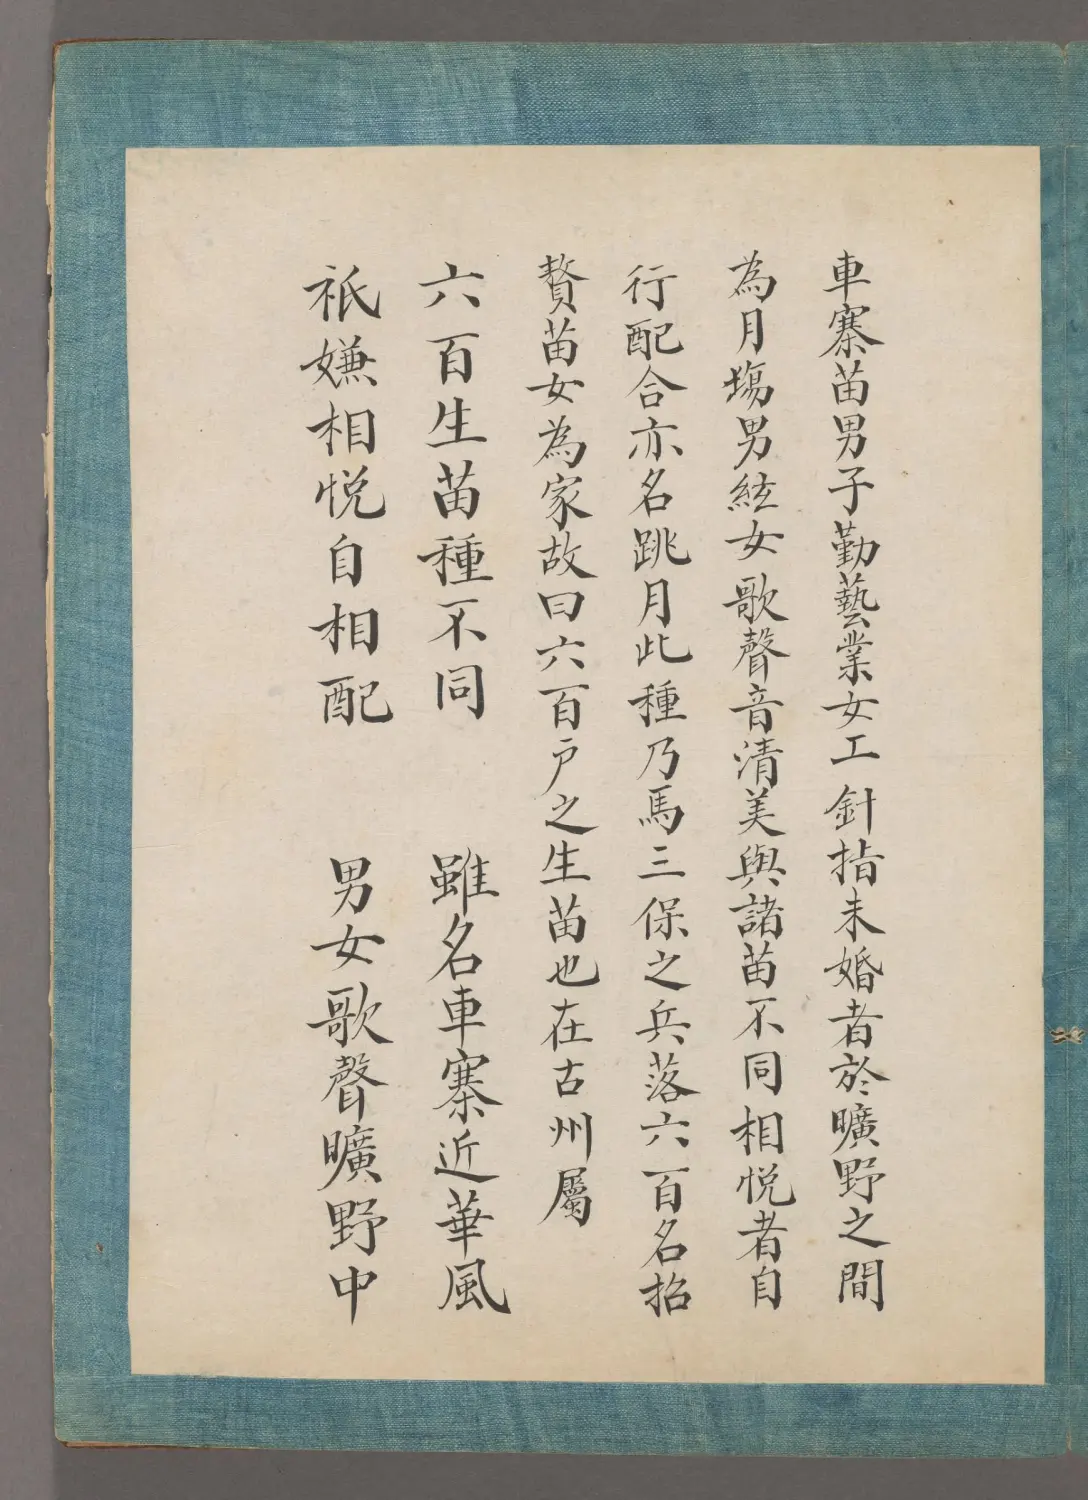 車寨苗男子勤藝業女工針指未婚者於曠野之間
為月塲男絃女歌聲音清美與諸苗不同相悅者自
行配合亦名跳月此種乃馬三保之兵落六百名招
贅苗女為家故曰六百戶之生苗也在古州屬
六百生苗種不同 雖名車寨近華風
祇嫌相悅自相配 男女歌聲曠野中